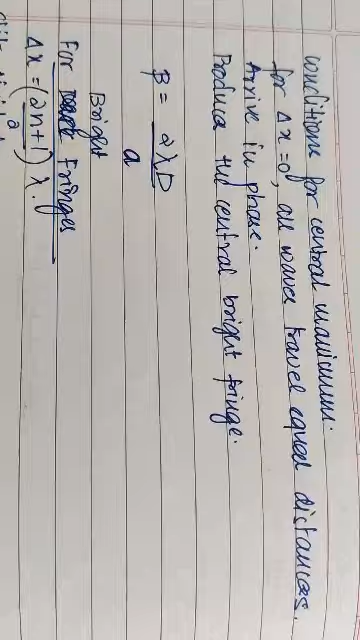 conditions for central maximum.
for Δx=0, all waves travel equal distances.
Arrive in phase.
Produce the central bright fringe.
β = 2λD
a
Bright
For Fringes
Δx = (2n+1) λ.
2